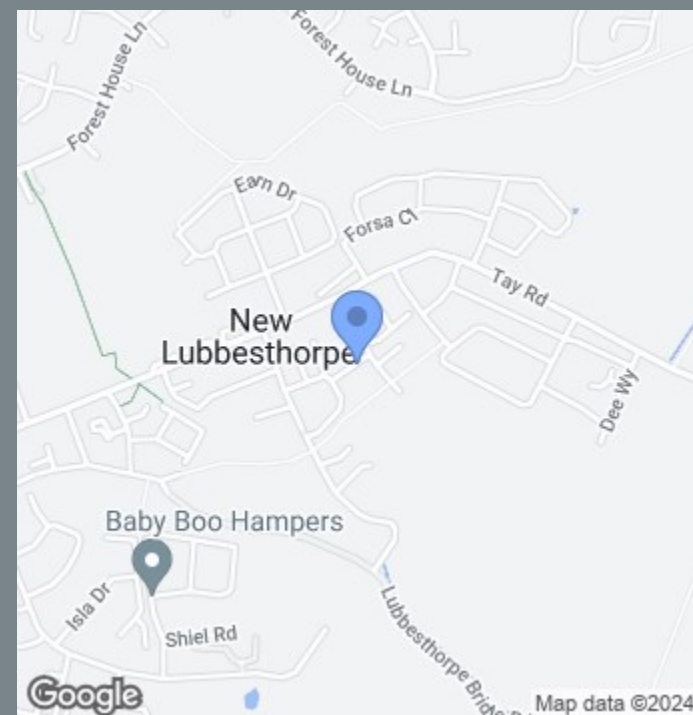 Forest House Ln
Forest House Ln
Earn Dr
Forsa Cl
Tay Rd
New
Lubbesthorpe
Dee Wy
Baby Boo Hampers
Isla Dr
Shiel Rd
Lubbesthorpe Bridle
Google
Map data ©2024